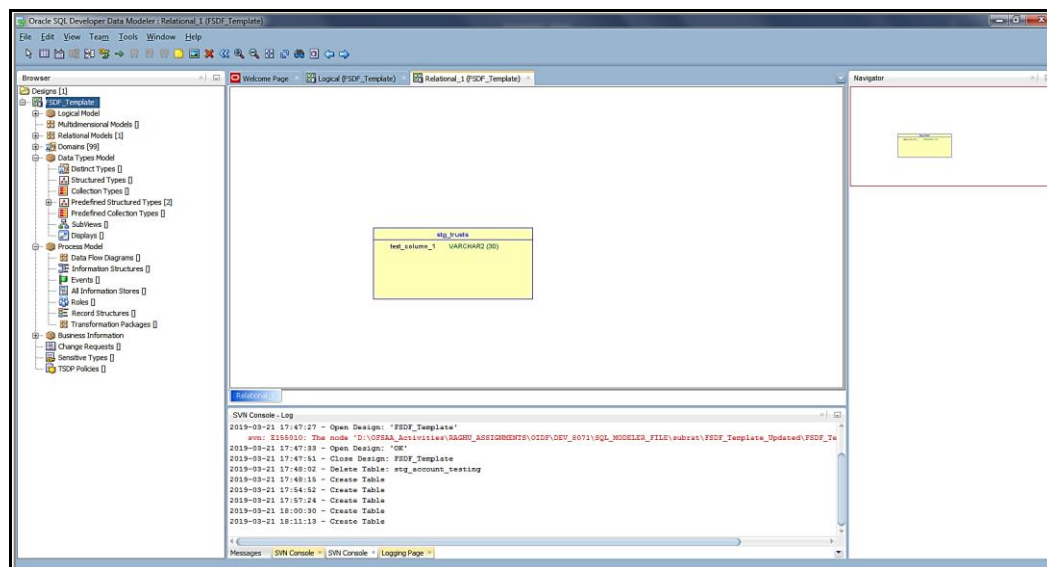 Oracle SQL Developer Data Modeler : Relational_1 (FSDF_Template)
File Edit View Team Tools Window Help
Browser
Designs [1]
FSDF_Template
Logical Model
Multidimensional Models []
Relational Models [1]
Domains [99]
Data Types Model
Distinct Types []
Structured Types []
Collection Types []
Predefined Structured Types [2]
Predefined Collection Types []
SubViews []
Displays []
Process Model
Data Flow Diagrams []
Information Structures []
Events []
All Information Stores []
Roles []
Record Structures []
Transformation Packages []
Business Information
Change Requests []
Sensitive Types []
TSDP Policies []
Welcome Page Logical (FSDF_Template) Relational_1 (FSDF_Template)
stg_trusts
test_column_1 VARCHAR2 (30)
Relational_1
SVN Console - Log
2019-03-21 17:47:27 - Open Design: 'FSDF_Template'
svn: E155010: The node 'D:\OFSAA_Activities\RAGHU_ASSIGNMENTS\OIDF\DEV_8071\SQL_MODELER_FILE\subrat\FSDF_Template_Updated\FSDF_Te
2019-03-21 17:47:33 - Open Design: 'OK'
2019-03-21 17:47:51 - Close Design: FSDF_Template
2019-03-21 17:48:02 - Delete Table: stg_account_testing
2019-03-21 17:48:15 - Create Table
2019-03-21 17:54:52 - Create Table
2019-03-21 17:57:24 - Create Table
2019-03-21 18:00:30 - Create Table
2019-03-21 18:11:13 - Create Table
Messages SVN Console SVN Console Logging Page
Navigator